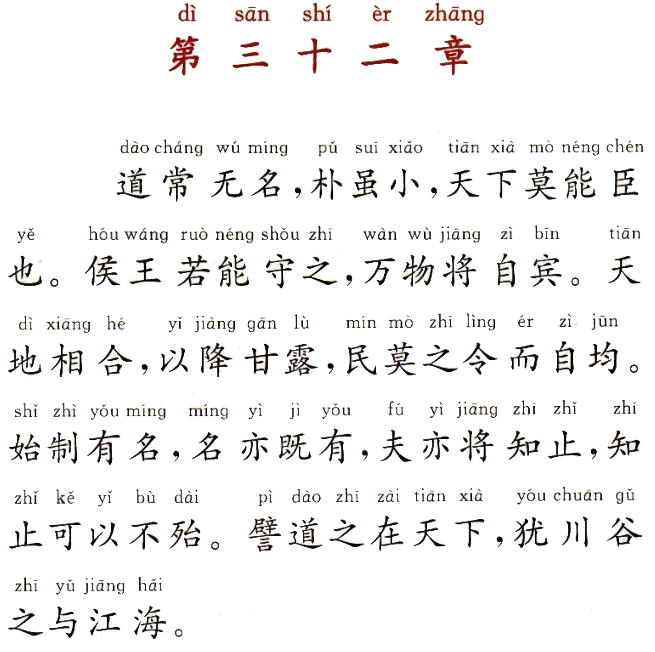 dì sān shí èr zhāng
第三十二章
dào cháng wú míng pǔ suī xiǎo tiān xià mò néng chén
道常无名，朴虽小，天下莫能臣
yě hóu wáng ruò néng shǒu zhī wàn wù jiāng zì bīn tiān
也。侯王若能守之，万物将自宾。天
dì xiāng hé yǐ jiàng gān lù mín mò zhī lìng ér zì jūn
地相合，以降甘露，民莫之令而自均。
shǐ zhì yǒu míng míng yì jì yǒu fú yì jiāng zhī zhǐ zhī
始制有名，名亦既有，夫亦将知止，知
zhǐ kě yǐ bù dài pì dào zhī zài tiān xià yóu chuān gǔ
止可以不殆。譬道之在天下，犹川谷
zhī yǔ jiāng hǎi
之与江海。